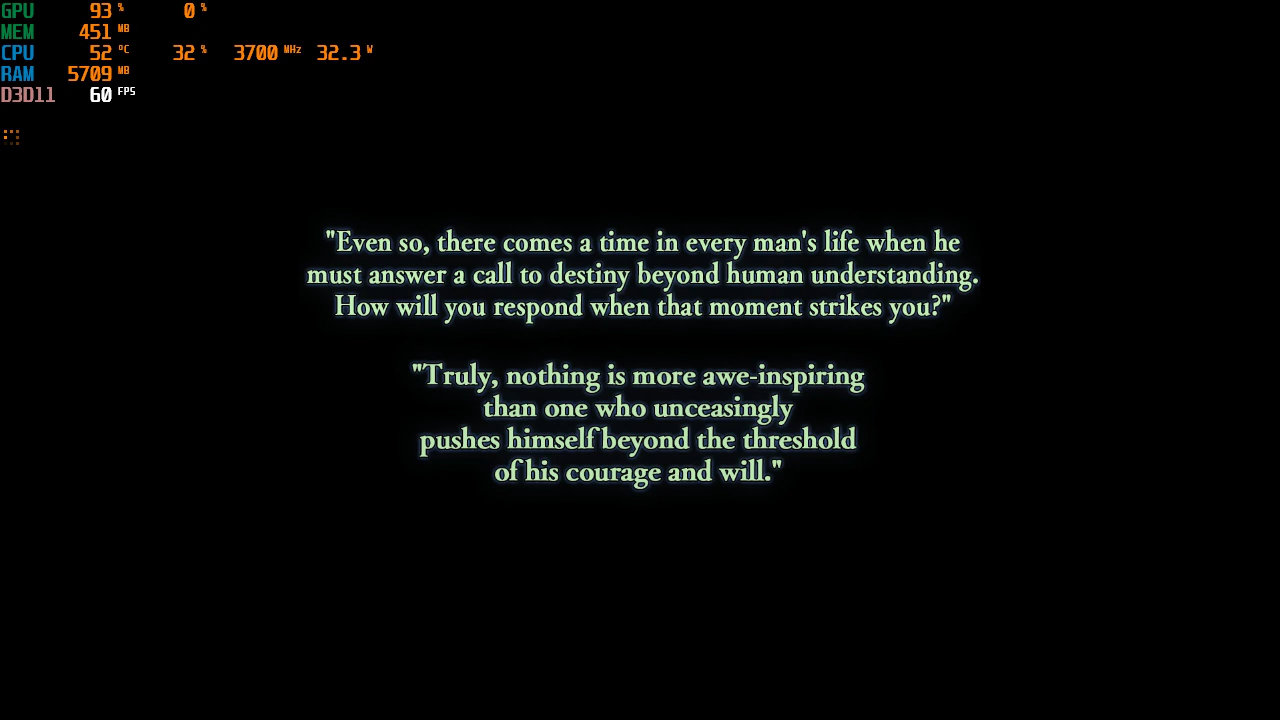 GPU 93 % 0 %
MEM 451 MB
CPU 52 °C 32 % 3700 MHz 32.3 W
RAM 5709 MB
D3D11 60 FPS
"Even so, there comes a time in every man's life when he
must answer a call to destiny beyond human understanding.
How will you respond when that moment strikes you?"
"Truly, nothing is more awe-inspiring
than one who unceasingly
pushes himself beyond the threshold
of his courage and will."